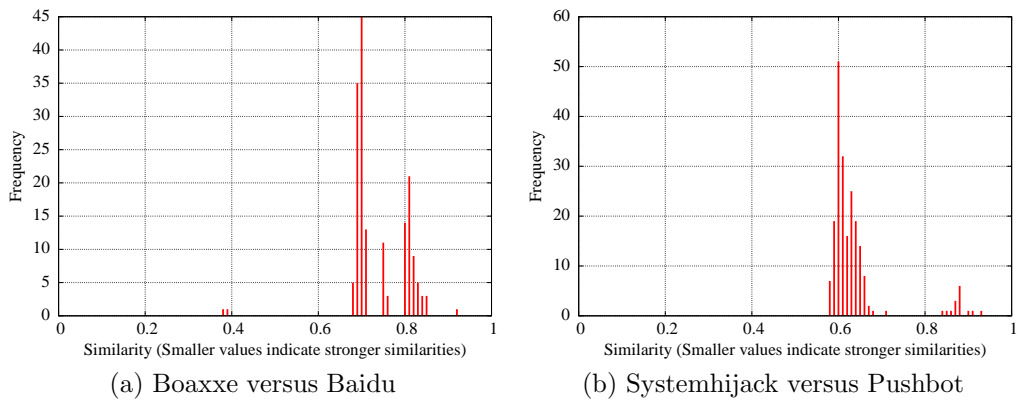 45
40
35
30
25
20
15
10
5
0
Frequency
0 0.2 0.4 0.6 0.8 1
Similarity (Smaller values indicate stronger similarities)
(a) Boaxxe versus Baidu
60
50
40
30
20
10
0
Frequency
0 0.2 0.4 0.6 0.8 1
Similarity (Smaller values indicate stronger similarities)
(b) Systemhijack versus Pushbot